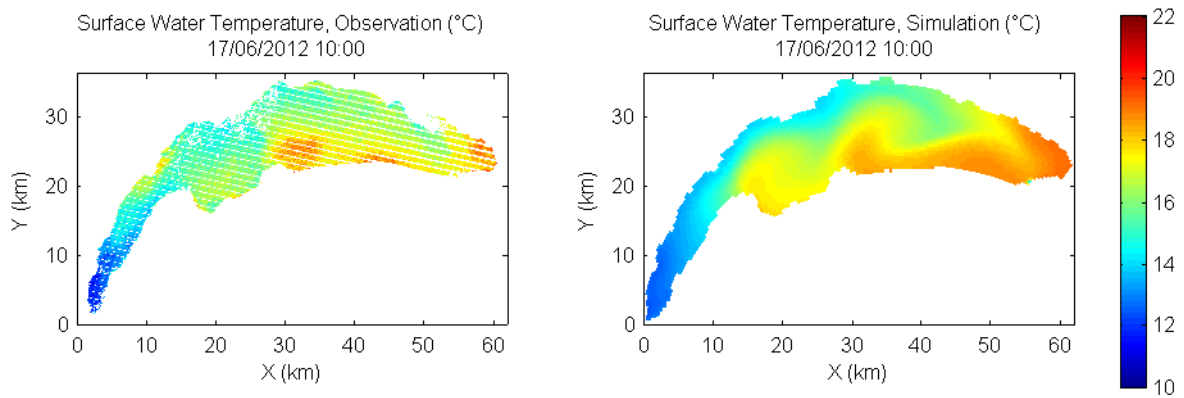 Surface Water Temperature, Observation (°C)
17/06/2012 10:00
30
20
10
0
Y (km)
0 10 20 30 40 50 60
X (km)
Surface Water Temperature, Simulation (°C)
17/06/2012 10:00
30
20
10
0
Y (km)
0 10 20 30 40 50 60
X (km)
22
20
18
16
14
12
10